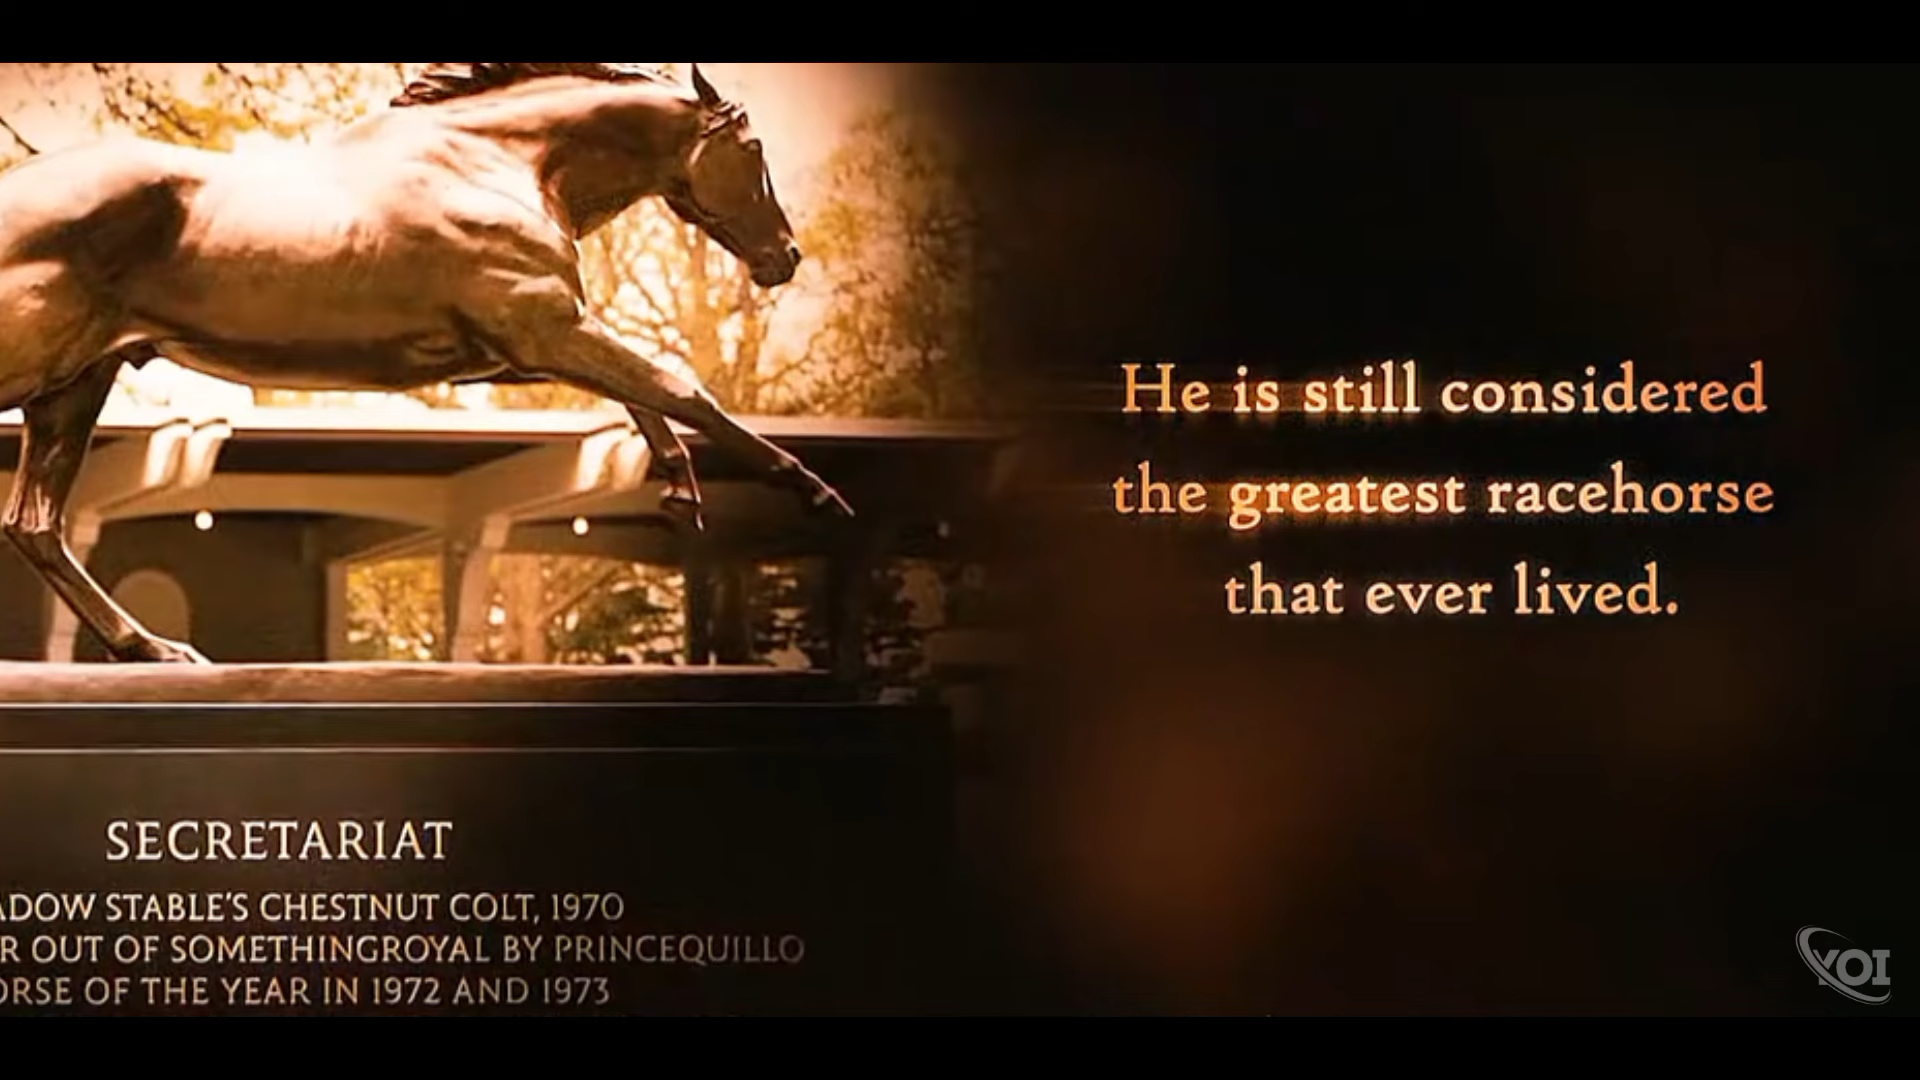 He is still considered
the greatest racehorse
that ever lived.
SECRETARIAT
ADOW STABLE'S CHESTNUT COLT, 1970
R OUT OF SOMETHINGROYAL BY PRINCEQUILLO
ORSE OF THE YEAR IN 1972 AND 1973
YOI